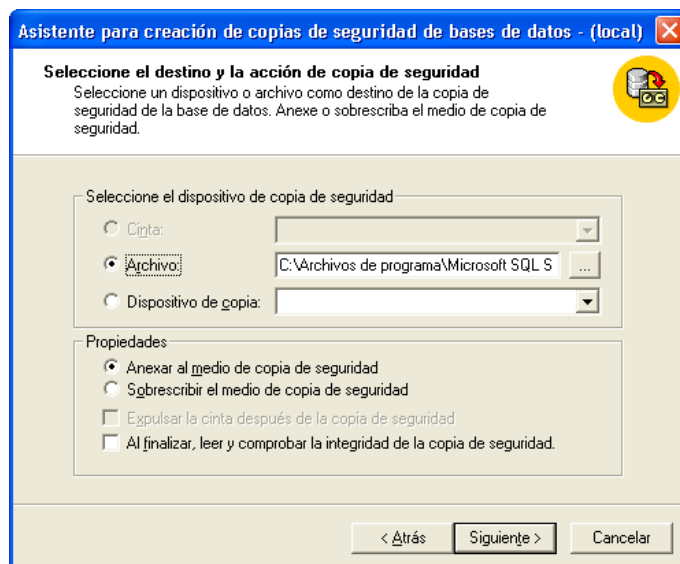 Asistente para creación de copias de seguridad de bases de datos - (local)
Seleccione el destino y la acción de copia de seguridad
Seleccione un dispositivo o archivo como destino de la copia de
seguridad de la base de datos. Anexe o sobrescriba el medio de copia de
seguridad.
Seleccione el dispositivo de copia de seguridad
Cinta:
Archivo: C:\Archivos de programa\Microsoft SQL S ...
Dispositivo de copia:
Propiedades
Anexar al medio de copia de seguridad
Sobrescribir el medio de copia de seguridad
Expulsar la cinta después de la copia de seguridad
Al finalizar, leer y comprobar la integridad de la copia de seguridad.
< Atrás Siguiente > Cancelar